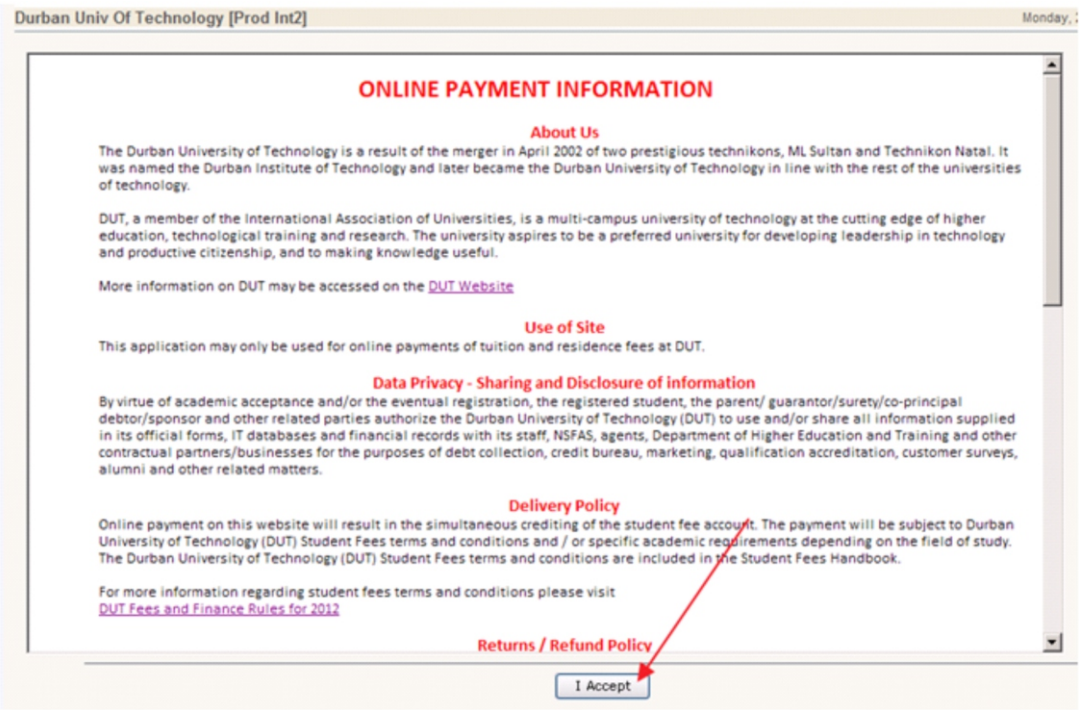 Durban Univ Of Technology [Prod Int2]
Monday,
ONLINE PAYMENT INFORMATION
About Us
The Durban University of Technology is a result of the merger in April 2002 of two prestigious technikons, ML Sultan and Technikon Natal. It
was named the Durban Institute of Technology and later became the Durban University of Technology in line with the rest of the universities
of technology.
DUT, a member of the International Association of Universities, is a multi-campus university of technology at the cutting edge of higher
education, technological training and research. The university aspires to be a preferred university for developing leadership in technology
and productive citizenship, and to making knowledge useful.
More information on DUT may be accessed on the DUT Website
Use of Site
This application may only be used for online payments of tuition and residence fees at DUT.
Data Privacy - Sharing and Disclosure of information
By virtue of academic acceptance and/or the eventual registration, the registered student, the parent/ guarantor/surety/co-principal
debtor/sponsor and other related parties authorize the Durban University of Technology (DUT) to use and/or share all information supplied
in its official forms, IT databases and financial records with its staff, NSFAS, agents, Department of Higher Education and Training and other
contractual partners/businesses for the purposes of debt collection, credit bureau, marketing, qualification accreditation, customer surveys,
alumni and other related matters.
Delivery Policy
Online payment on this website will result in the simultaneous crediting of the student fee account. The payment will be subject to Durban
University of Technology (DUT) Student Fees terms and conditions and / or specific academic requirements depending on the field of study.
The Durban University of Technology (DUT) Student Fees terms and conditions are included in the Student Fees Handbook.
For more information regarding student fees terms and conditions please visit
DUT Fees and Finance Rules for 2012
Returns / Refund Policy
I Accept